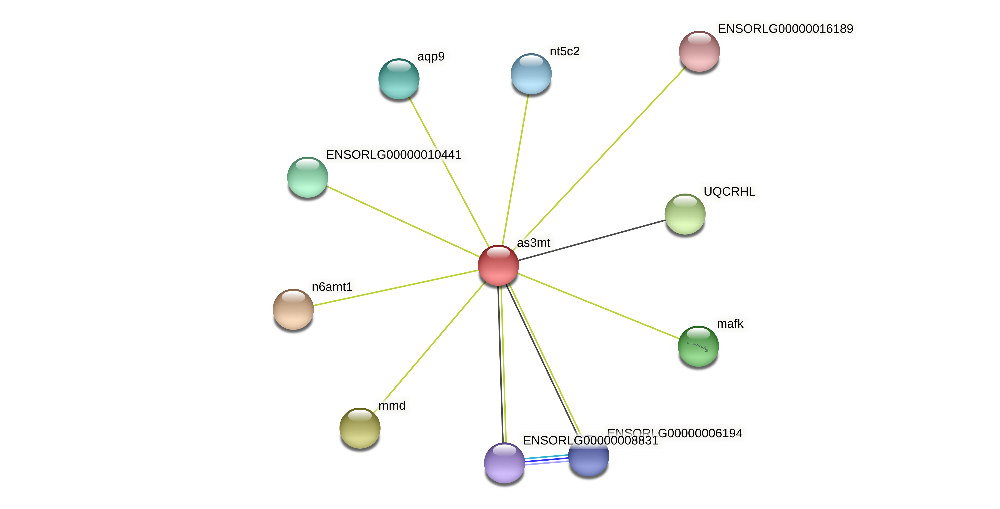 ENSORLG00000016189
nt5c2
aqp9
ENSORLG00000010441
UQCRHL
as3mt
n6amt1
mafk
mmd
ENSORLG00000006194
ENSORLG00000008831